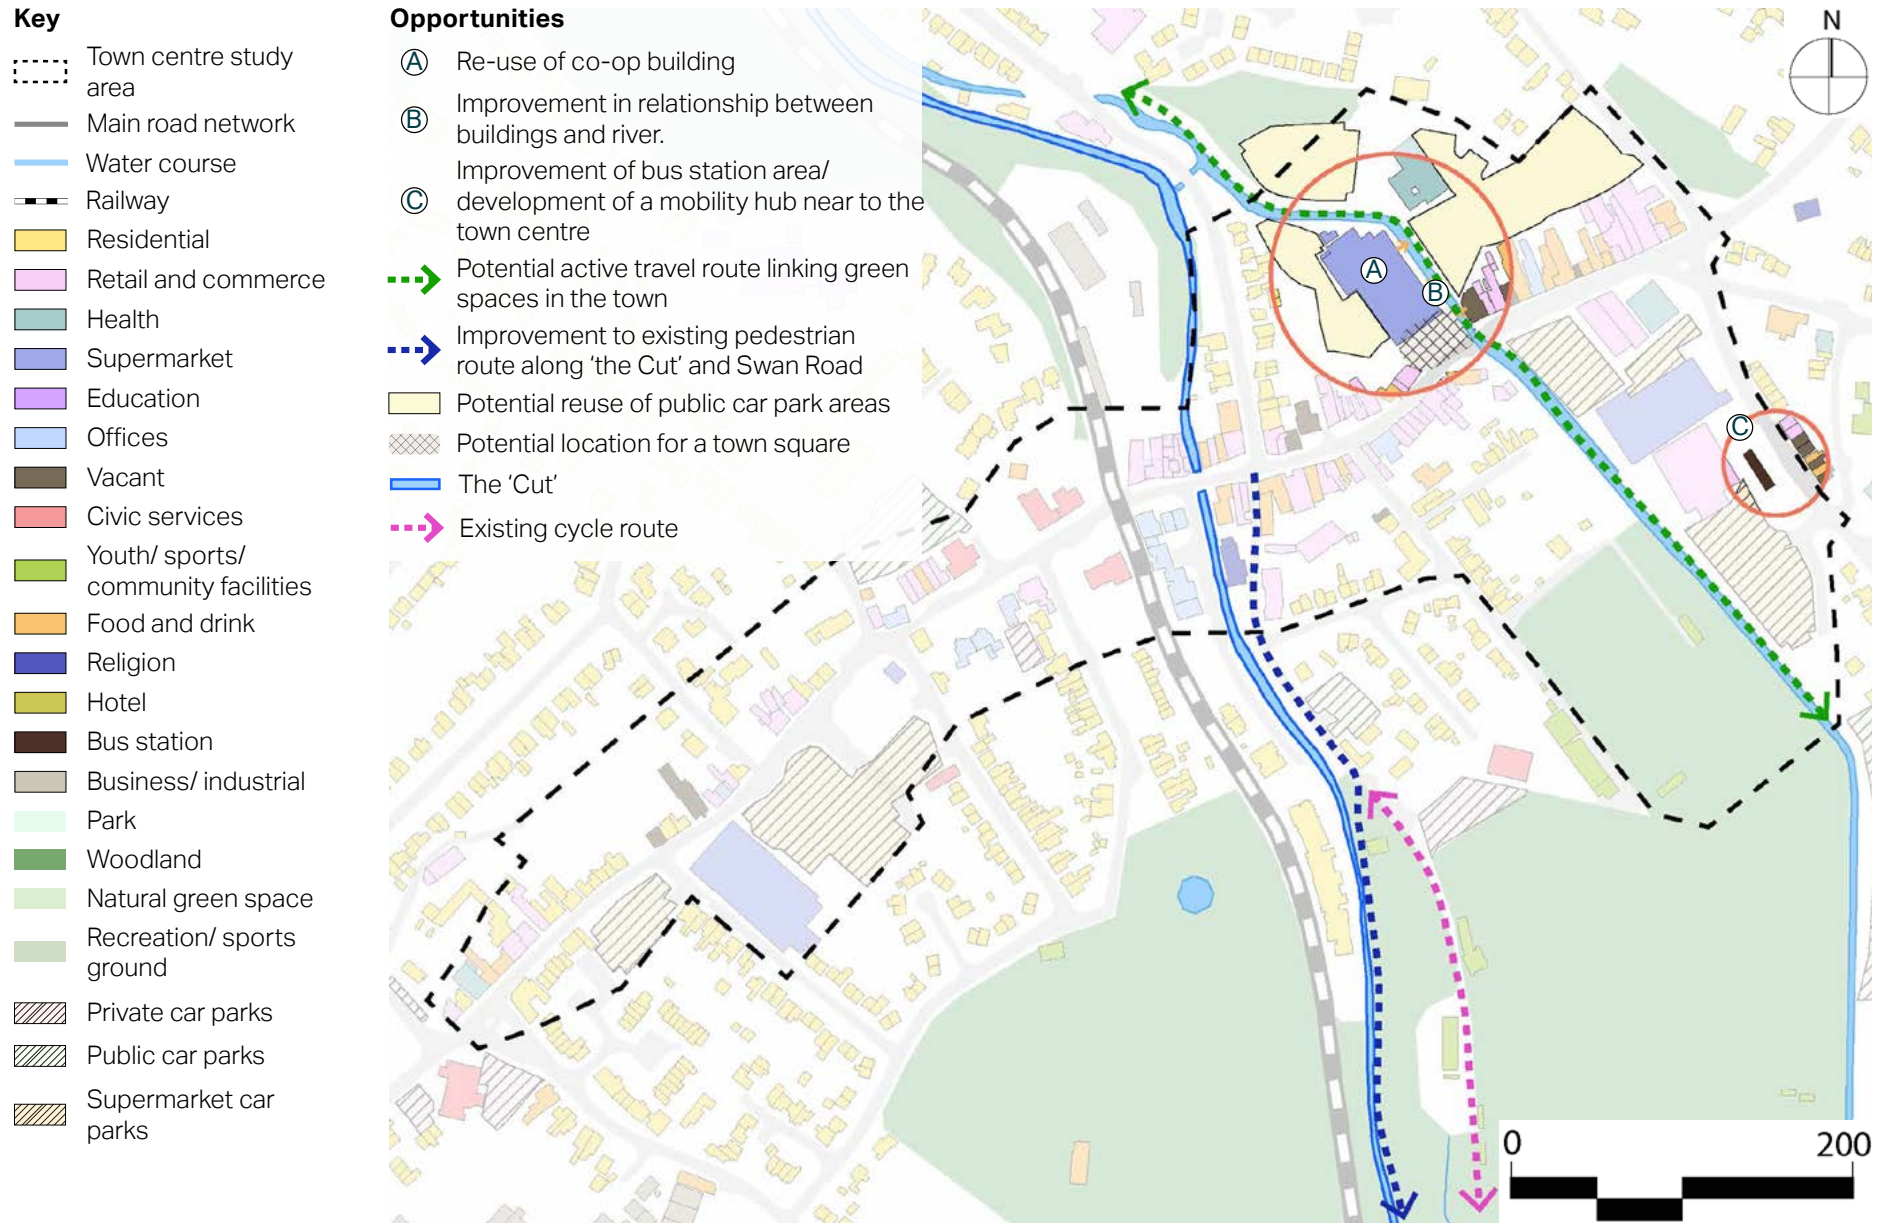 Key
Town centre study
area
Main road network
Water course
Railway
Residential
Retail and commerce
Health
Supermarket
Education
Offices
Vacant
Civic services
Youth/ sports/
community facilities
Food and drink
Religion
Hotel
Bus station
Business/ industrial
Park
Woodland
Natural green space
Recreation/ sports
ground
Private car parks
Public car parks
Supermarket car
parks
Opportunities
A Re-use of co-op building
B Improvement in relationship between
buildings and river.
C Improvement of bus station area/
development of a mobility hub near to the
town centre
Potential active travel route linking green
spaces in the town
Improvement to existing pedestrian
route along ‘the Cut’ and Swan Road
Potential reuse of public car park areas
Potential location for a town square
The ‘Cut’
Existing cycle route
N
A
B
C
0 200